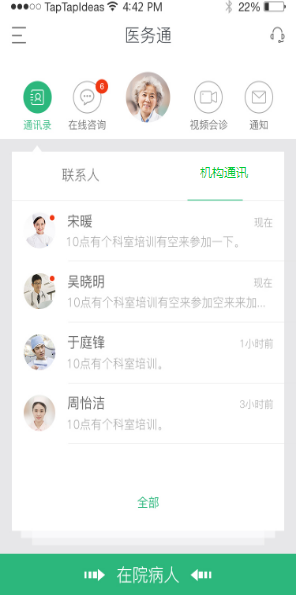 TapTapIdeas 4:42 PM 22%
医务通
6
通讯录 在线咨询 视频会诊 通知
联系人 机构通讯
宋暖 现在
10点有个科室培训有空来参加一下。
吴晓明 现在
10点有个科室培训有空来参加空来来加...
于庭锋 1小时前
10点有个科室培训。
周怡洁 3小时前
10点有个科室培训。
全部
在院病人